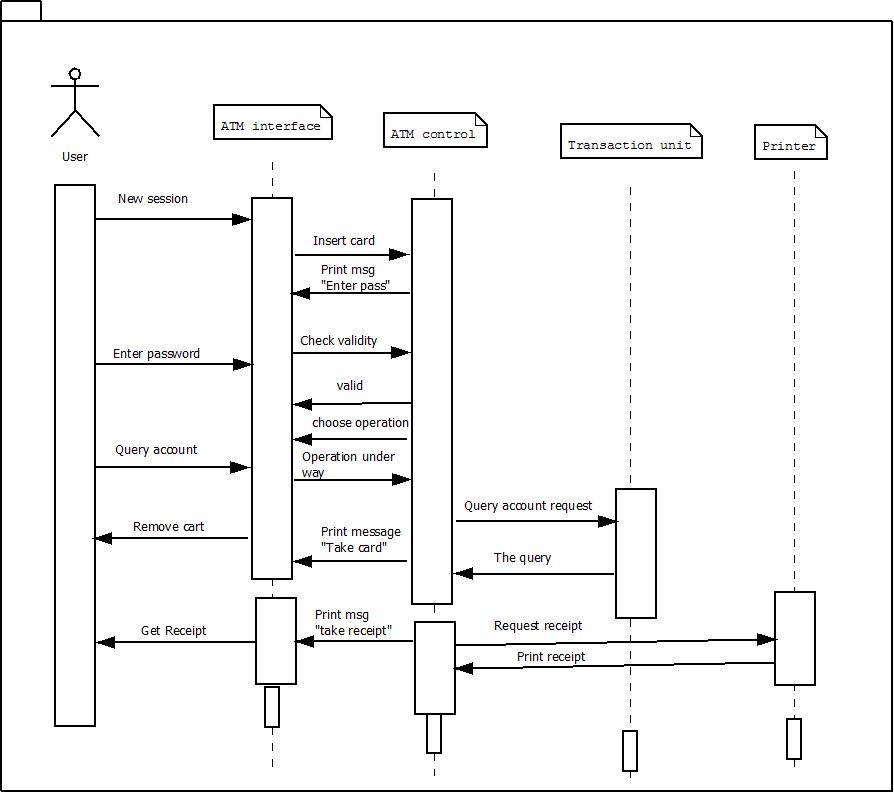 User
ATM interface
ATM control
Transaction unit
Printer
New session
Insert card
Print msg
"Enter pass"
Check validity
Enter password
valid
choose operation
Query account
Operation under
way
Query account request
Remove cart
Print message
"Take card"
The query
Print msg
"take receipt"
Get Receipt
Request receipt
Print receipt